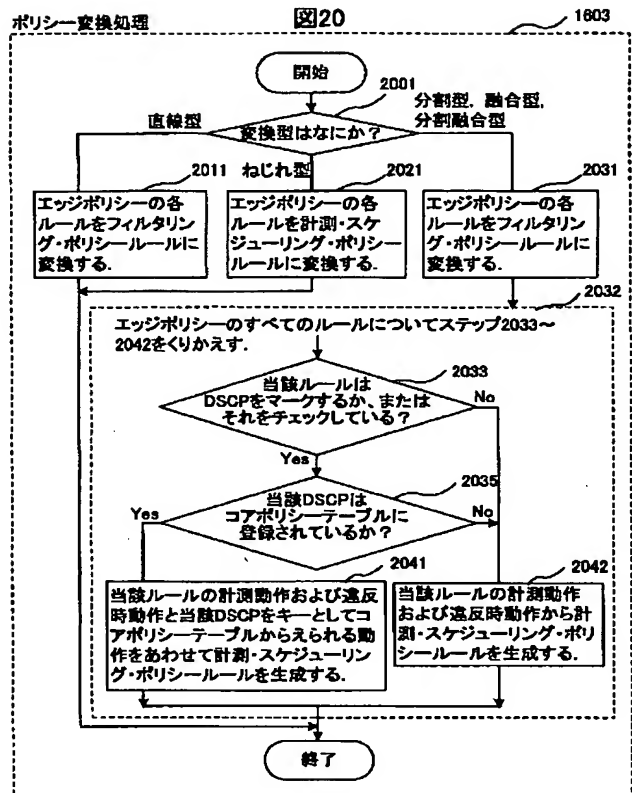 ポリシー変換処理
図20
1603
開始
2001
変換型はなにか?
直線型
ねじれ型
分割型, 融合型,
分割融合型
2011
エッジポリシーの各
ルールをフィルタリ
ング・ポリシールールに
変換する.
2021
エッジポリシーの各
ルールを計測・スケ
ジューリング・ポリシー
ルールに変換する.
2031
エッジポリシーの各
ルールをフィルタリ
ング・ポリシールールに
変換する.
2032
エッジポリシーのすべてのルールについてステップ2033~
2042をくりかえす.
2033
当該ルールは
DSCPをマークするか、または
それをチェックしている?
No
Yes
2035
当該DSCPは
コアポリシーテーブルに
登録されているか?
Yes
No
2041
当該ルールの計測動作および違反
時動作と当該DSCPをキーとしてコ
アポリシーテーブルからえられる動
作をあわせて計測・スケジューリン
グ・ポリシールールを生成する.
2042
当該ルールの計測動作
および違反時動作から計
測・スケジューリング・ポリ
シールールを生成する.
終了